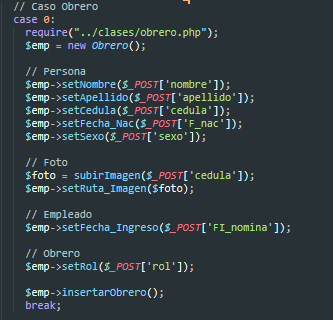 // Caso Obrero
case 0:
require("../clases/obrero.php");
$emp = new Obrero();
// Persona
$emp->setNombre($_POST['nombre']);
$emp->setApellido($_POST['apellido']);
$emp->setCedula($_POST['cedula']);
$emp->setFecha_Nac($_POST['F_nac']);
$emp->setSexo($_POST['sexo']);
// Foto
$foto = subirImagen($_POST['cedula']);
$emp->setRuta_Imagen($foto);
// Empleado
$emp->setFecha_Ingreso($_POST['FI_nomina']);
// Obrero
$emp->setRol($_POST['rol']);
$emp->insertarObrero();
break;